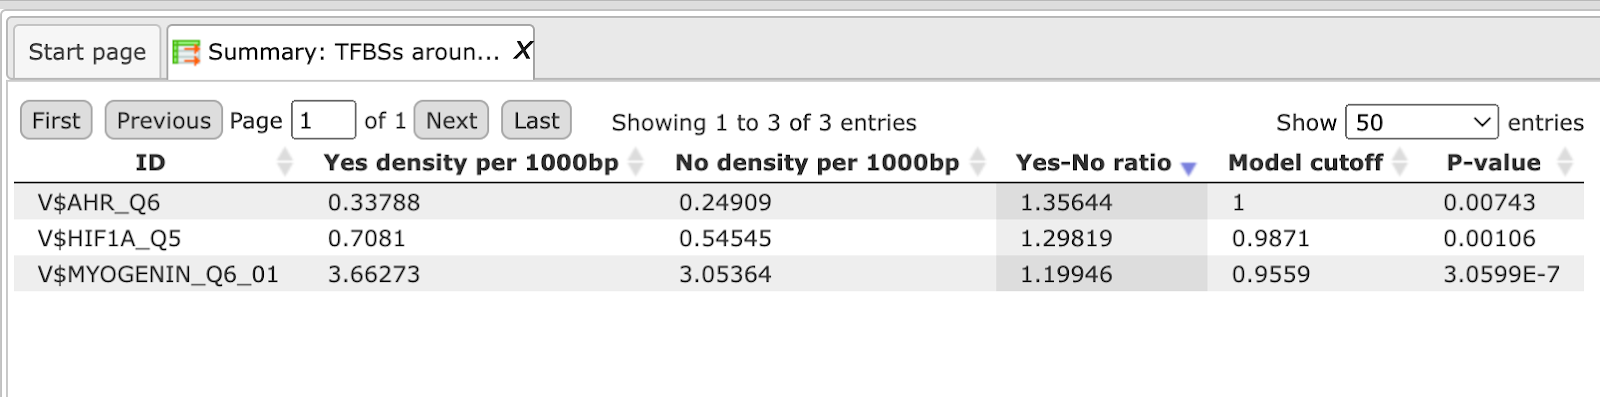 Start page Summary: TFBSs aroun... X
First Previous Page 1 of 1 Next Last Showing 1 to 3 of 3 entries Show 50 entries
ID Yes density per 1000bp No density per 1000bp Yes-No ratio Model cutoff P-value
V$AHR_Q6 0.33788 0.24909 1.35644 1 0.00743
V$HIF1A_Q5 0.7081 0.54545 1.29819 0.9871 0.00106
V$MYOGENIN_Q6_01 3.66273 3.05364 1.19946 0.9559 3.0599E-7